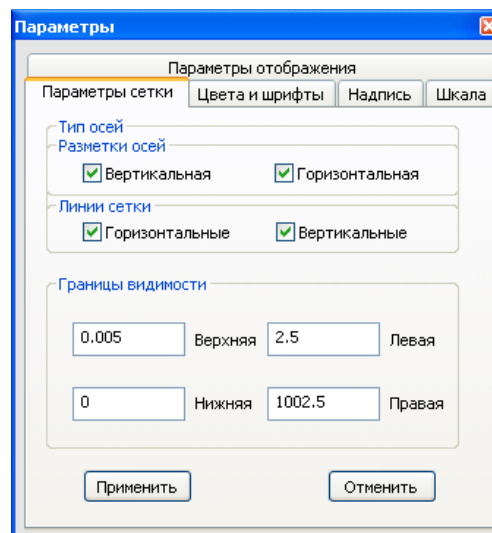 Параметры
Параметры отображения
Параметры сетки Цвета и шрифты Надпись Шкала
Тип осей
Разметки осей
Вертикальная Горизонтальная
Линии сетки
Горизонтальные Вертикальные
Границы видимости
0.005 Верхняя 2.5 Левая
0 Нижняя 1002.5 Правая
Применить Отменить